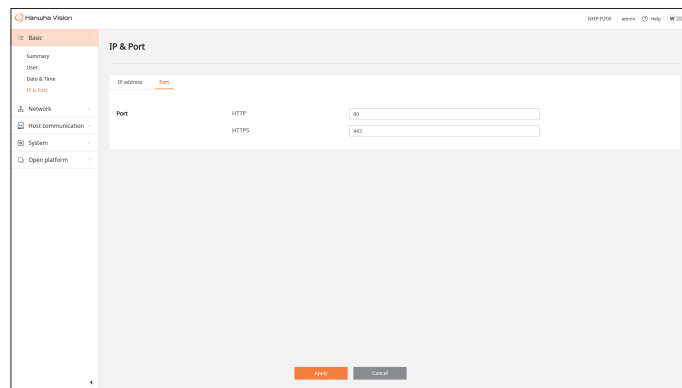 Hanwha Vision
NHP-P200 admin Help W
Basic
Summary
User
Date & Time
IP & Port
Network
Host communication
System
Open platform
IP & Port
IP address Port
Port HTTP 80
HTTPS 443
Apply Cancel